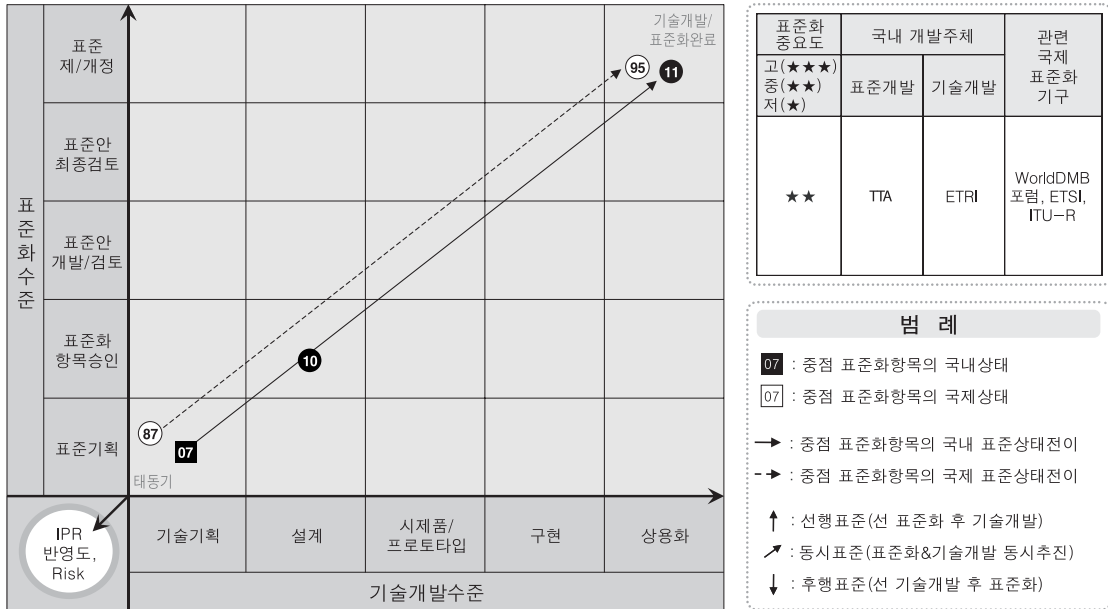 표준화수준
표준
제/개정
표준안
최종검토
표준안
개발/검토
표준화
항목승인
표준기획
기술개발/
표준화완료
95
11
10
87
07
태동기
IPR
반영도,
Risk
기술기획
설계
시제품/
프로토타입
구현
상용화
기술개발수준
표준화
중요도
국내 개발주체
관련
국제
표준화
기구
고(★★★)
중(★★)
저(★)
표준개발
기술개발
★★
TTA
ETRI
WorldDMB
포럼, ETSI,
ITU-R
범 례
07 : 중점 표준화항목의 국내상태
07 : 중점 표준화항목의 국제상태
→ : 중점 표준화항목의 국내 표준상태전이
--➔ : 중점 표준화항목의 국제 표준상태전이
↑ : 선행표준(선 표준화 후 기술개발)
↗ : 동시표준(표준화&기술개발 동시추진)
↓ : 후행표준(선 기술개발 후 표준화)